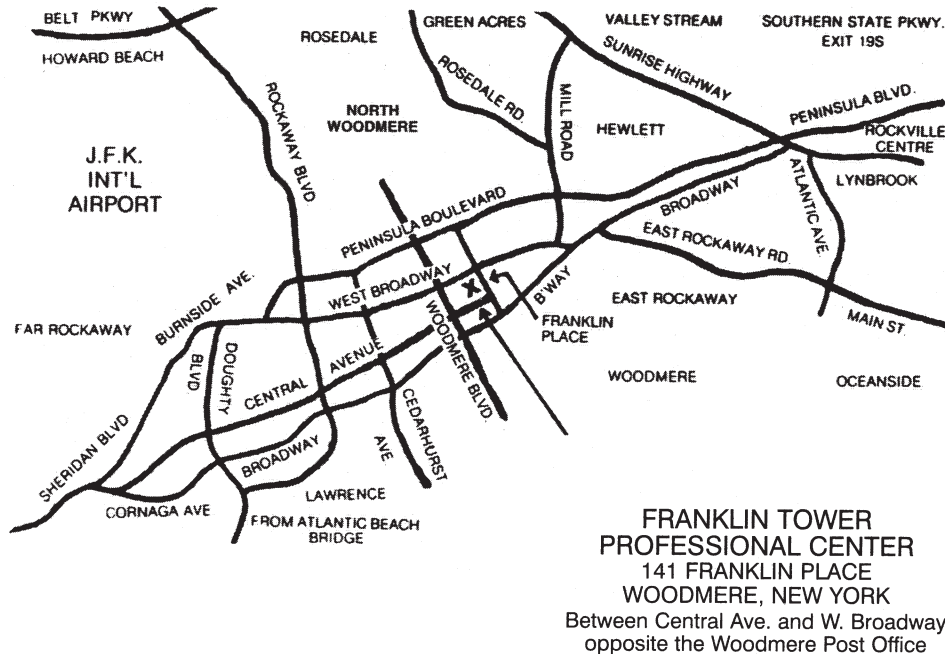 BELT PKWY
HOWARD BEACH
ROSEDALE
GREEN ACRES
VALLEY STREAM
SOUTHERN STATE PKWY.
EXIT 19S
SUNRISE HIGHWAY
ROSEDALE RD.
ROCKAWAY BLVD
MILL ROAD
PENINSULA BLVD.
NORTH
WOODMERE
HEWLETT
ROCKVILLE
CENTRE
J.F.K.
INT'L
AIRPORT
LYNBROOK
ATLANTIC AVE.
BROADWAY
PENINSULA BOULEVARD
EAST ROCKAWAY RD.
WEST BROADWAY
BURNSIDE AVE.
X
B'WAY
EAST ROCKAWAY
MAIN ST.
FAR ROCKAWAY
FRANKLIN
PLACE
WOODMERE BLVD.
DOUGHTY
BLVD
CENTRAL AVENUE
WOODMERE
OCEANSIDE
CEDARHURST
AVE
SHERIDAN BLVD
BROADWAY
CORNAGA AVE
LAWRENCE
FROM ATLANTIC BEACH
BRIDGE
FRANKLIN TOWER
PROFESSIONAL CENTER
141 FRANKLIN PLACE
WOODMERE, NEW YORK
Between Central Ave. and W. Broadway
opposite the Woodmere Post Office